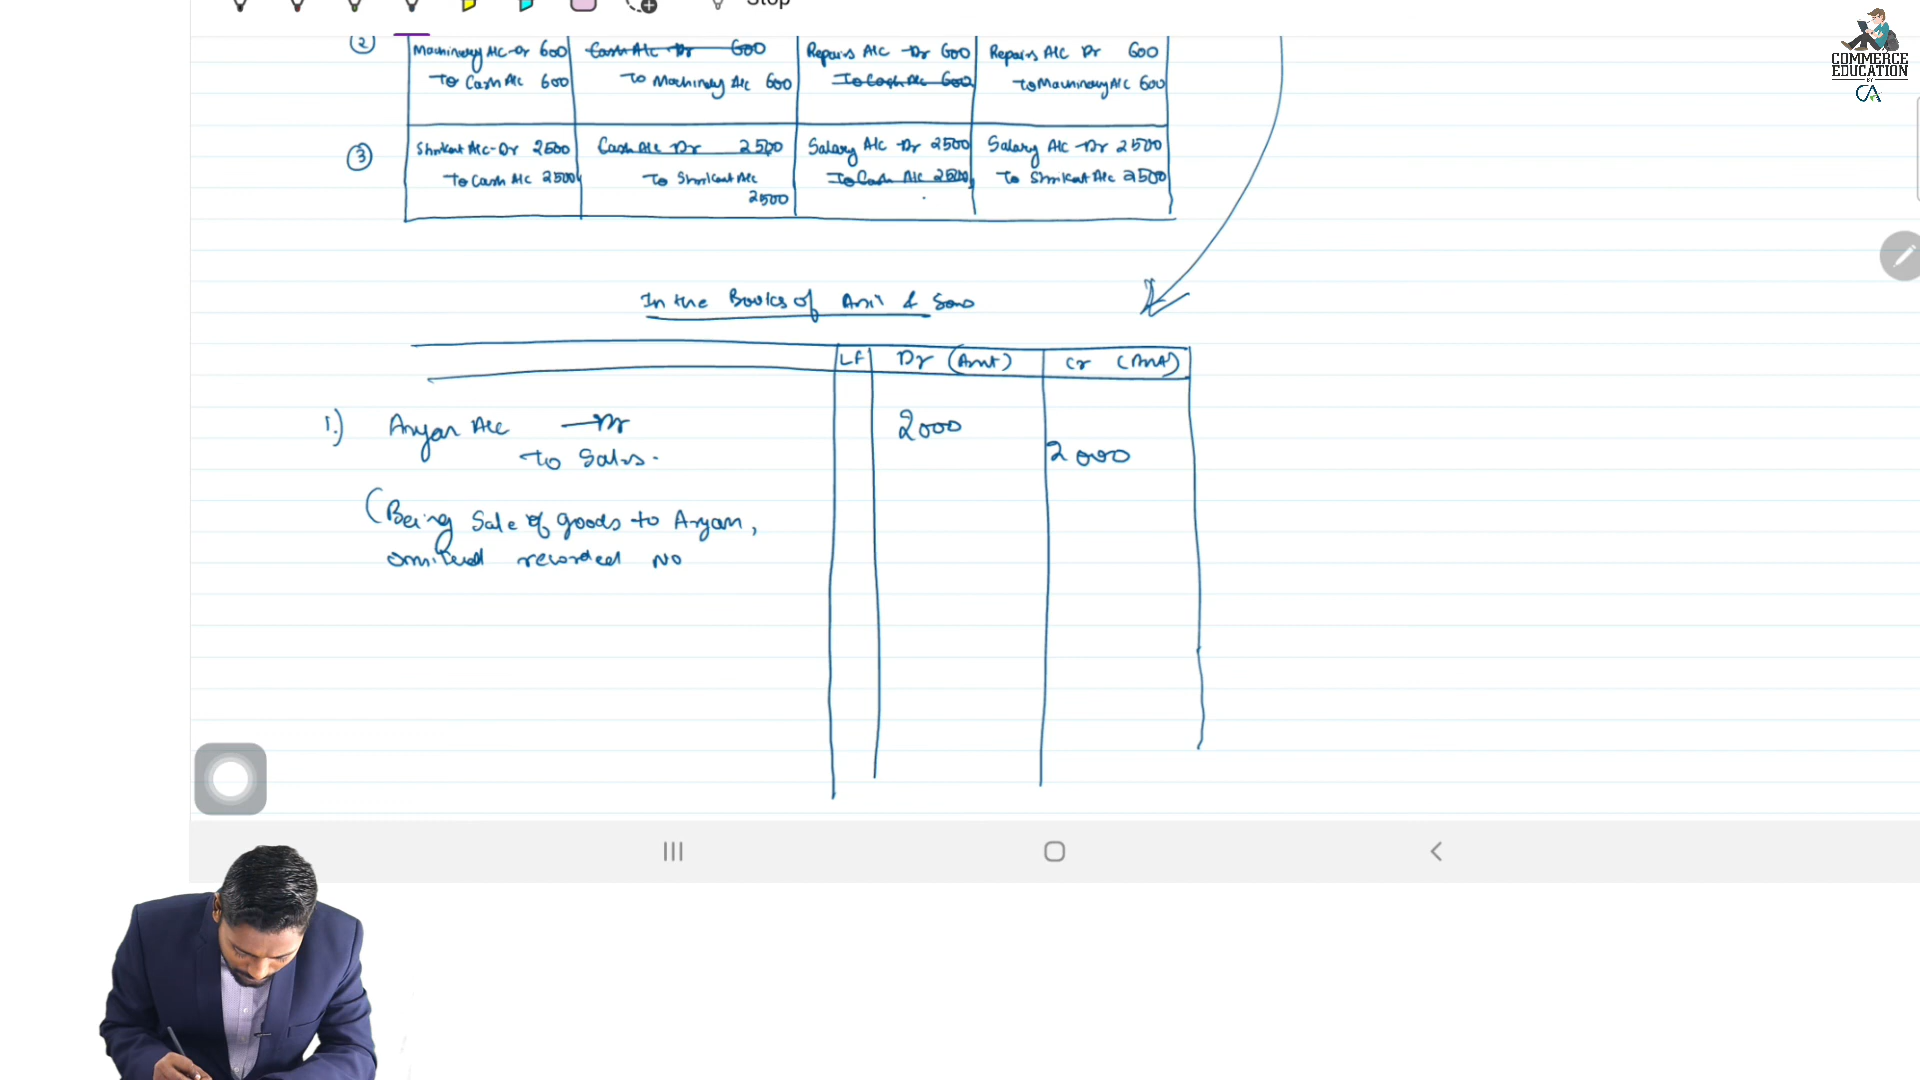 Stop
② Machinery A/c Dr 600 Cash A/c Dr 600 Repairs A/c Dr 600 Repairs A/c Dr 600
To Cash A/c 600 To Machinery A/c 600 To Cash A/c 600 To Machinery A/c 600
③ Shrikant A/c Dr 2500 Cash A/c Dr 2500 Salary A/c Dr 2500 Salary A/c Dr 2500
To Cash A/c 2500 To Shrikant A/c To Cash A/c 2500 To Shrikant A/c 2500
2500
In the Books of Anil & Sons
LF Dr (Amt) Cr (Amt)
1.) Aryan A/c Dr 2000
To Sales 2000
(Being Sale of goods to Aryan,
omitted recorded No
COMMERCE
EDUCATION
BY
CA